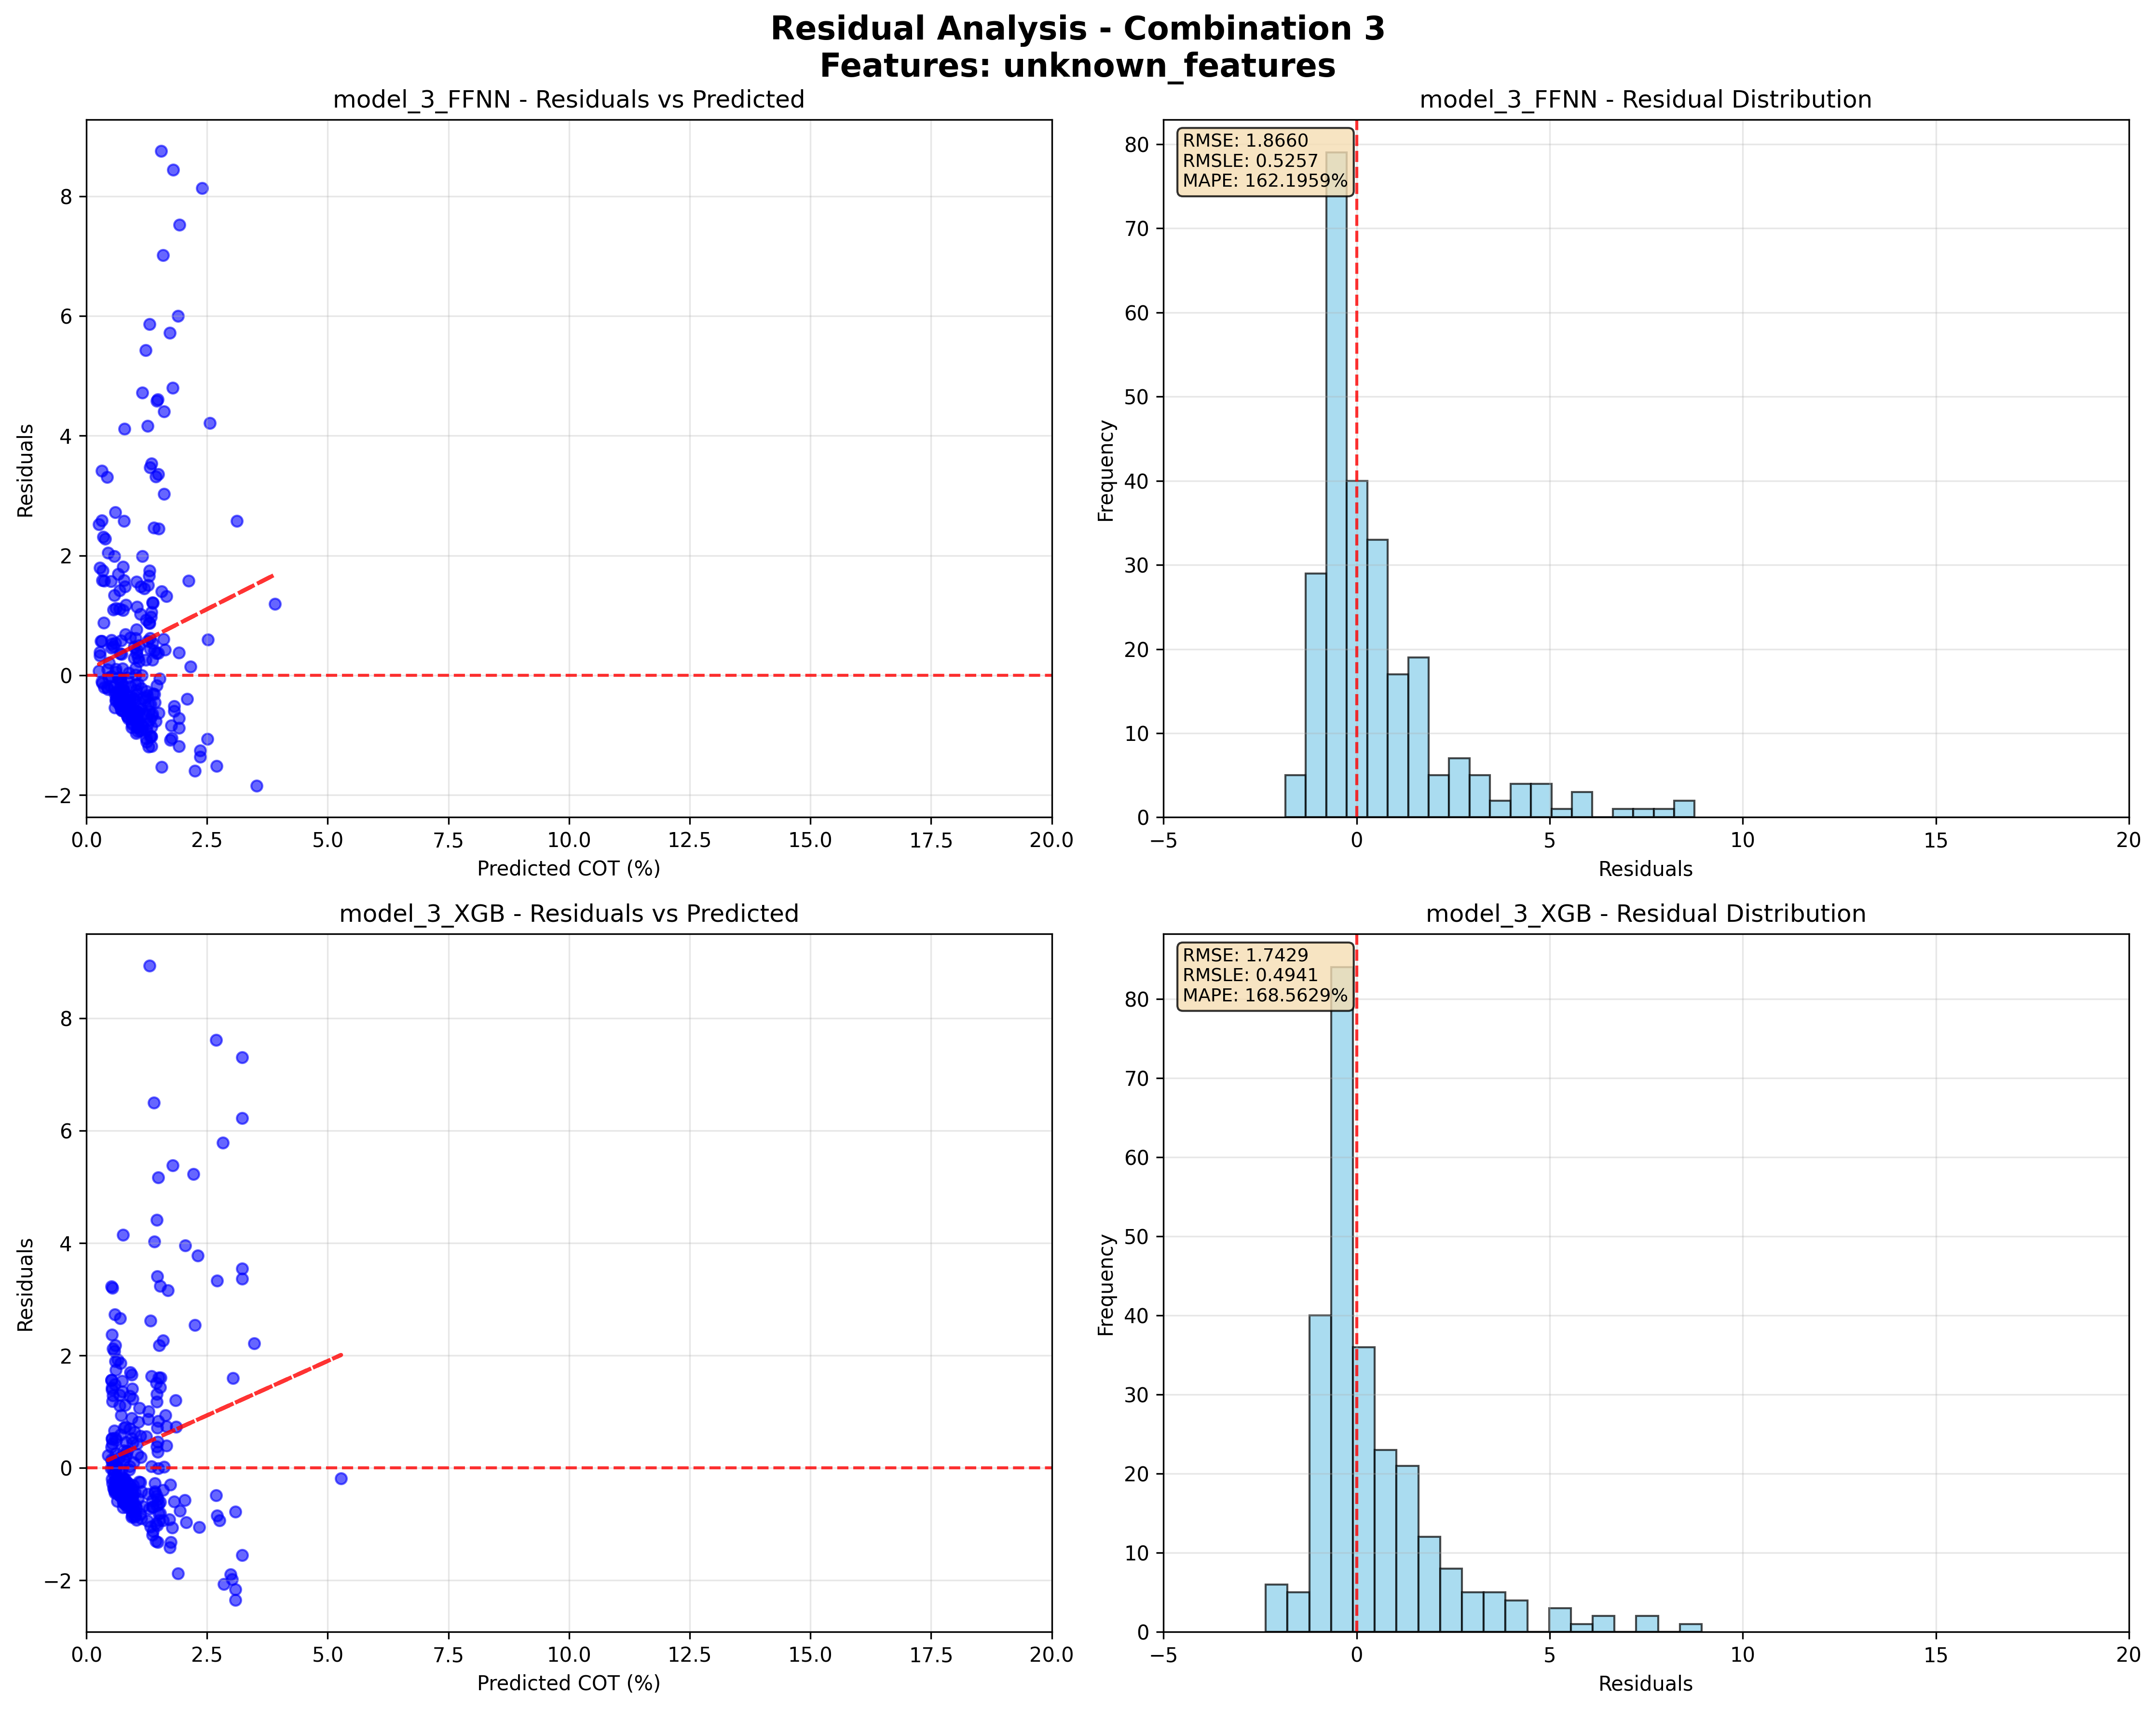 Residual Analysis - Combination 3
Features: unknown_features
model_3_FFNN - Residuals vs Predicted
8
6
4
2
0
−2
Residuals
0.0 2.5 5.0 7.5 10.0 12.5 15.0 17.5 20.0
Predicted COT (%)
model_3_FFNN - Residual Distribution
RMSE: 1.8660
RMSLE: 0.5257
MAPE: 162.1959%
80
70
60
50
40
30
20
10
0
Frequency
−5 0 5 10 15 20
Residuals
model_3_XGB - Residuals vs Predicted
8
6
4
2
0
−2
Residuals
0.0 2.5 5.0 7.5 10.0 12.5 15.0 17.5 20.0
Predicted COT (%)
model_3_XGB - Residual Distribution
RMSE: 1.7429
RMSLE: 0.4941
MAPE: 168.5629%
80
70
60
50
40
30
20
10
0
Frequency
−5 0 5 10 15 20
Residuals